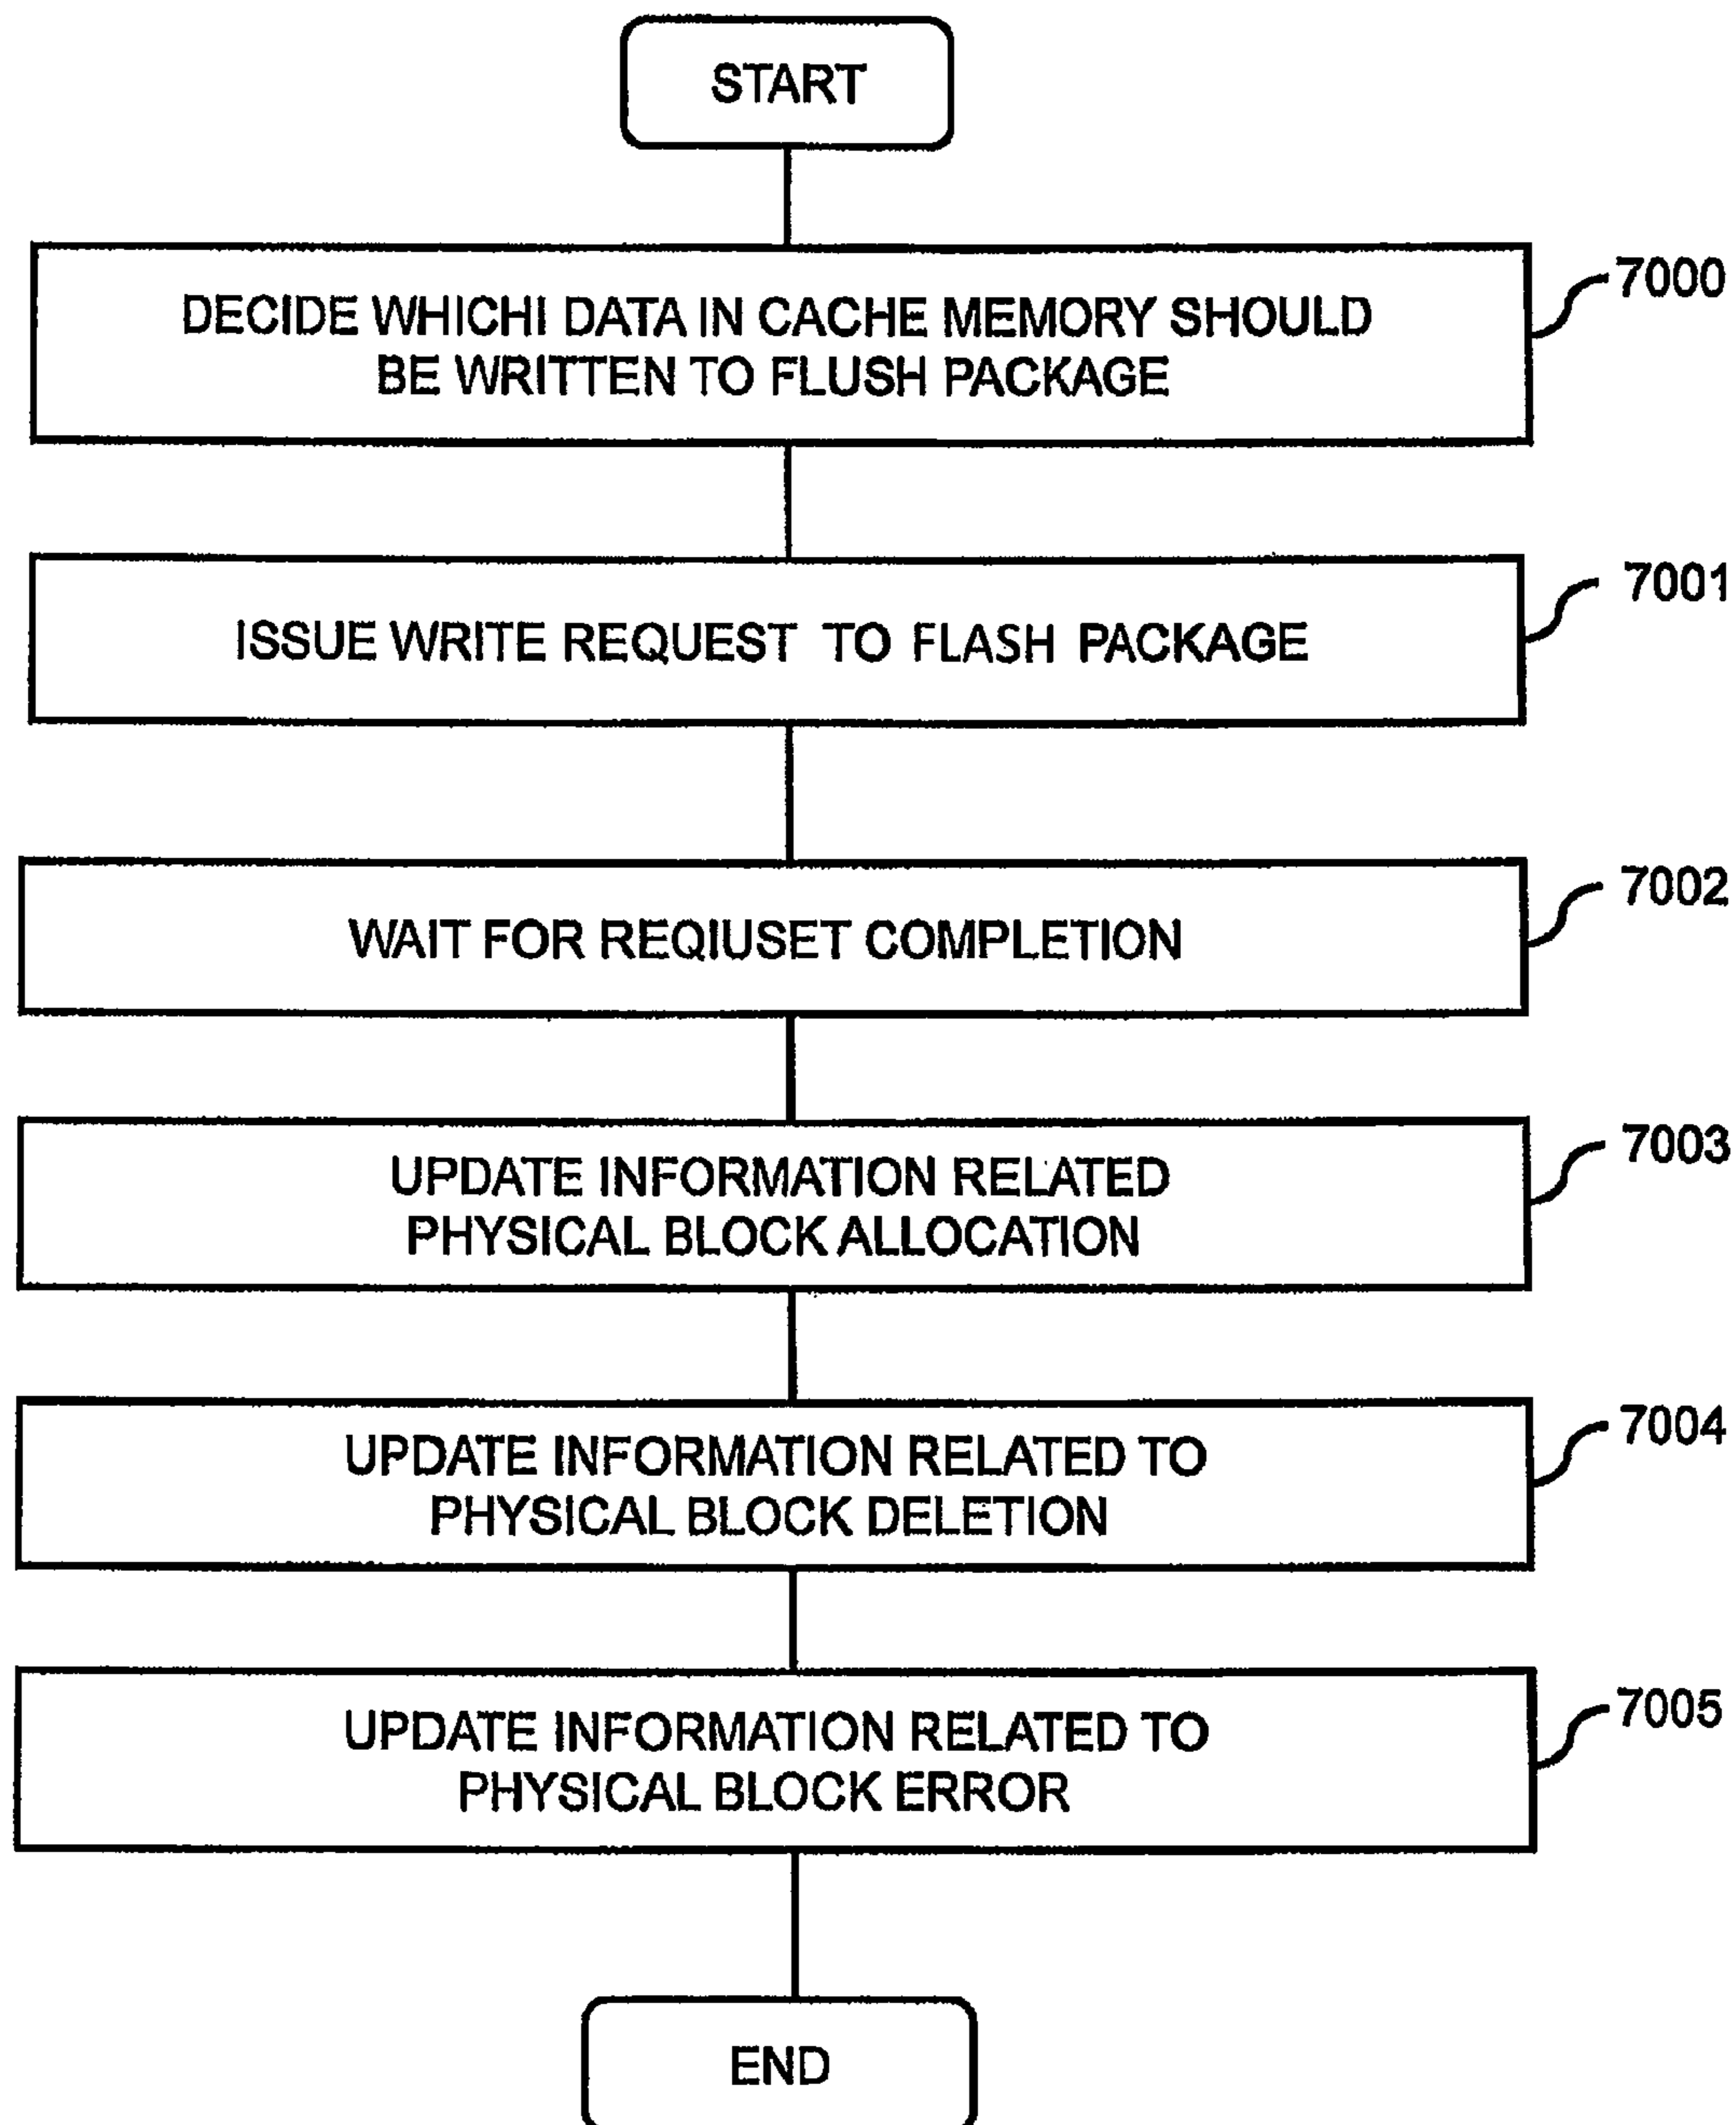 START
DECIDE WHICHI DATA IN CACHE MEMORY SHOULD
BE WRITTEN TO FLUSH PACKAGE
7000
ISSUE WRITE REQUEST TO FLASH PACKAGE
7001
WAIT FOR REQIUSET COMPLETION
7002
UPDATE INFORMATION RELATED
PHYSICAL BLOCK ALLOCATION
7003
UPDATE INFORMATION RELATED TO
PHYSICAL BLOCK DELETION
7004
UPDATE INFORMATION RELATED TO
PHYSICAL BLOCK ERROR
7005
END